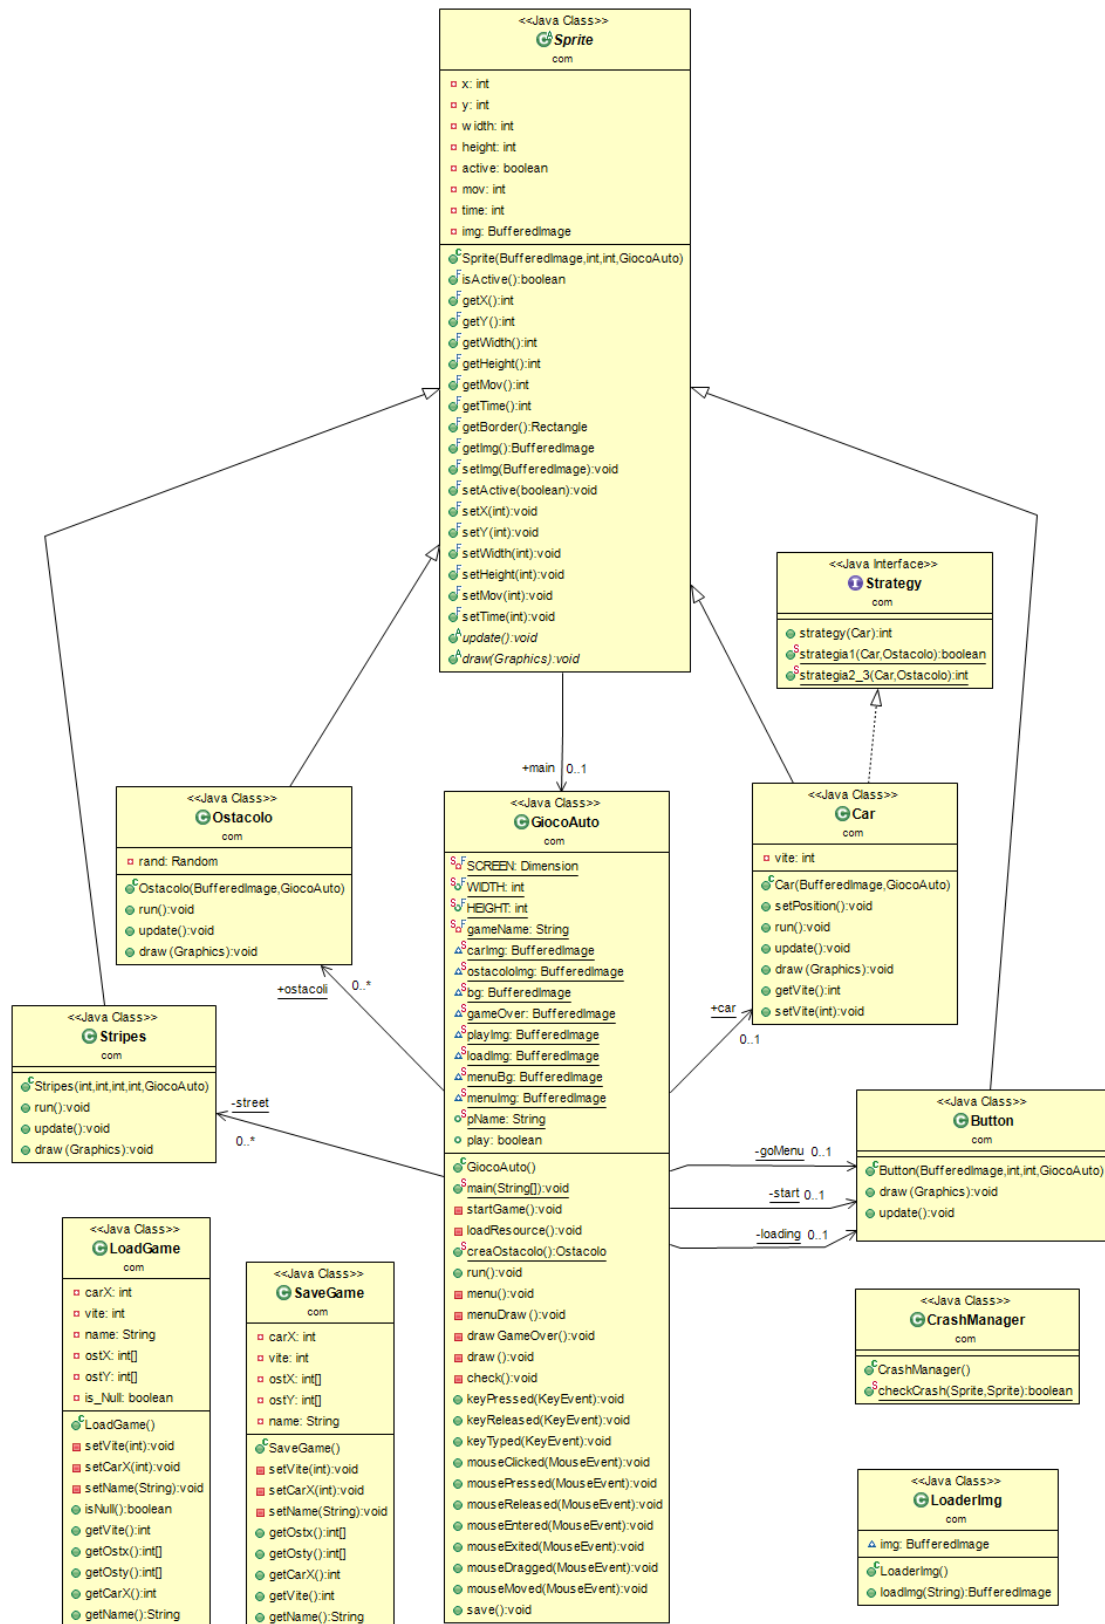 <<Java Class>>
Sprite
com
x: int
y: int
width: int
height: int
active: boolean
mov: int
time: int
img: BufferedImage
Sprite(BufferedImage,int,int,GiocoAuto)
isActive():boolean
getX():int
getY():int
getWidth():int
getHeight():int
getMov():int
getTime():int
getBorder():Rectangle
getImg():BufferedImage
setImg(BufferedImage):void
setActive(boolean):void
setX(int):void
setY(int):void
setWidth(int):void
setHeight(int):void
setMov(int):void
setTime(int):void
update():void
draw(Graphics):void
<<Java Interface>>
Strategy
com
strategy(Car):int
strategia1(Car,Ostacolo):boolean
strategia2_3(Car,Ostacolo):int
+main 0..1
<<Java Class>>
Ostacolo
com
rand: Random
Ostacolo(BufferedImage,GiocoAuto)
run():void
update():void
draw(Graphics):void
+ostacoli 0..*
<<Java Class>>
GiocoAuto
com
SCREEN: Dimension
WIDTH: int
HEIGHT: int
gameName: String
carImg: BufferedImage
ostacoloImg: BufferedImage
bg: BufferedImage
gameOver: BufferedImage
playImg: BufferedImage
loadImg: BufferedImage
menuBg: BufferedImage
menuImg: BufferedImage
pName: String
play: boolean
GiocoAuto()
main(String[]):void
startGame():void
loadResource():void
creaOstacolo():Ostacolo
run():void
menu():void
menuDraw():void
drawGameOver():void
draw():void
check():void
keyPressed(KeyEvent):void
keyReleased(KeyEvent):void
keyTyped(KeyEvent):void
mouseClicked(MouseEvent):void
mousePressed(MouseEvent):void
mouseReleased(MouseEvent):void
mouseEntered(MouseEvent):void
mouseExited(MouseEvent):void
mouseDragged(MouseEvent):void
mouseMoved(MouseEvent):void
save():void
<<Java Class>>
Car
com
vite: int
Car(BufferedImage,GiocoAuto)
setPosition():void
run():void
update():void
draw(Graphics):void
getVite():int
setVite(int):void
+car
0..1
<<Java Class>>
Stripes
com
Stripes(int,int,int,int,GiocoAuto)
run():void
update():void
draw(Graphics):void
-street
0..*
<<Java Class>>
Button
com
Button(BufferedImage,int,int,GiocoAuto)
draw(Graphics):void
update():void
-goMenu 0..1
-start 0..1
-loading 0..1
<<Java Class>>
LoadGame
com
carX: int
vite: int
name: String
ostX: int[]
ostY: int[]
is_Null: boolean
LoadGame()
setVite(int):void
setCarX(int):void
setName(String):void
isNull():boolean
getVite():int
getOstx():int[]
getOsty():int[]
getCarX():int
getName():String
<<Java Class>>
SaveGame
com
carX: int
vite: int
ostX: int[]
ostY: int[]
name: String
SaveGame()
setVite(int):void
setCarX(int):void
setName(String):void
getOstx():int[]
getOsty():int[]
getCarX():int
getVite():int
getName():String
<<Java Class>>
CrashManager
com
CrashManager()
checkCrash(Sprite,Sprite):boolean
<<Java Class>>
LoaderImg
com
img: BufferedImage
LoaderImg()
loadImg(String):BufferedImage